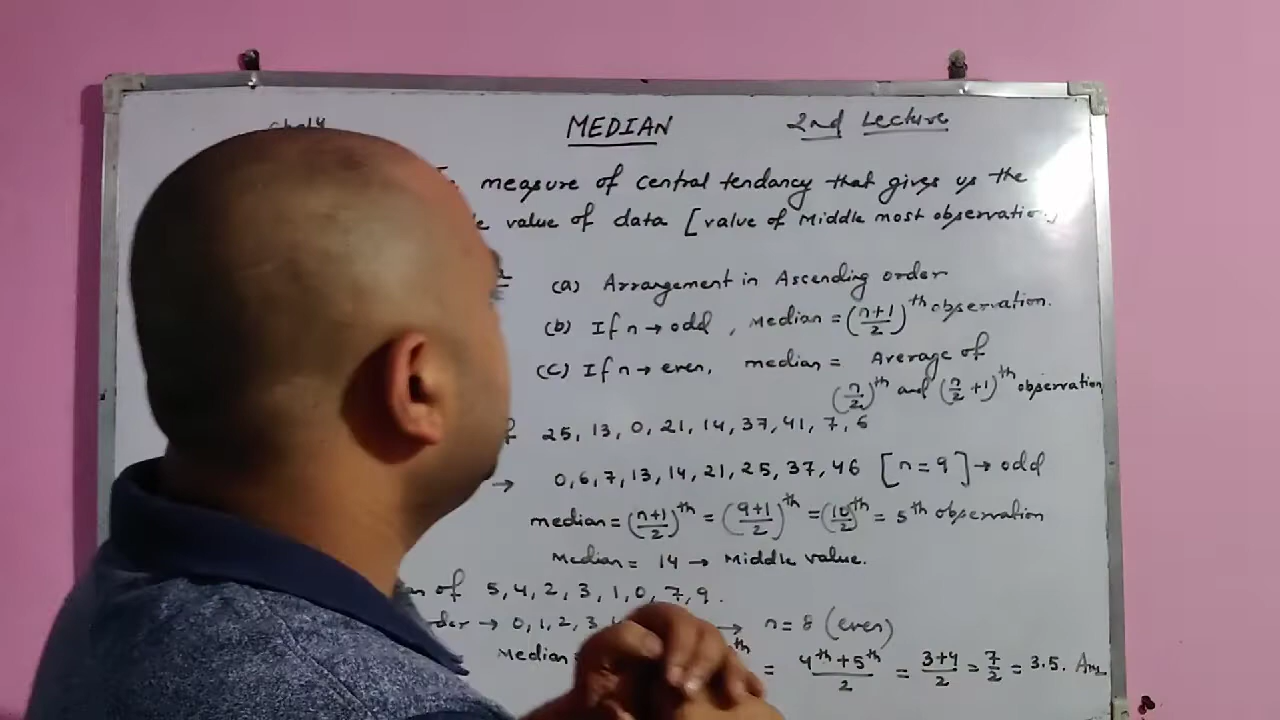 MEDIAN 2nd Lecture
measure of central tendancy that gives us the
value of data [value of Middle most observation]
(a) Arrangement in Ascending order
(b) If n → odd, Median = (n+1/2)th observation.
(c) If n → even, median = Average of
(n/2)th and (n/2 +1)th observation
25, 13, 0, 21, 14, 37, 41, 7, 6
→ 0, 6, 7, 13, 14, 21, 25, 37, 46 [n = 9] → odd
median = (n+1/2)th = (9+1/2)th = (10/2)th = 5th observation
Median = 14 → Middle value.
of 5, 4, 2, 3, 1, 0, 7, 9.
→ 0, 1, 2, 3 → n = 8 (even)
Median th = 4th + 5th/2 = 3+4/2 = 7/2 = 3.5. Ans